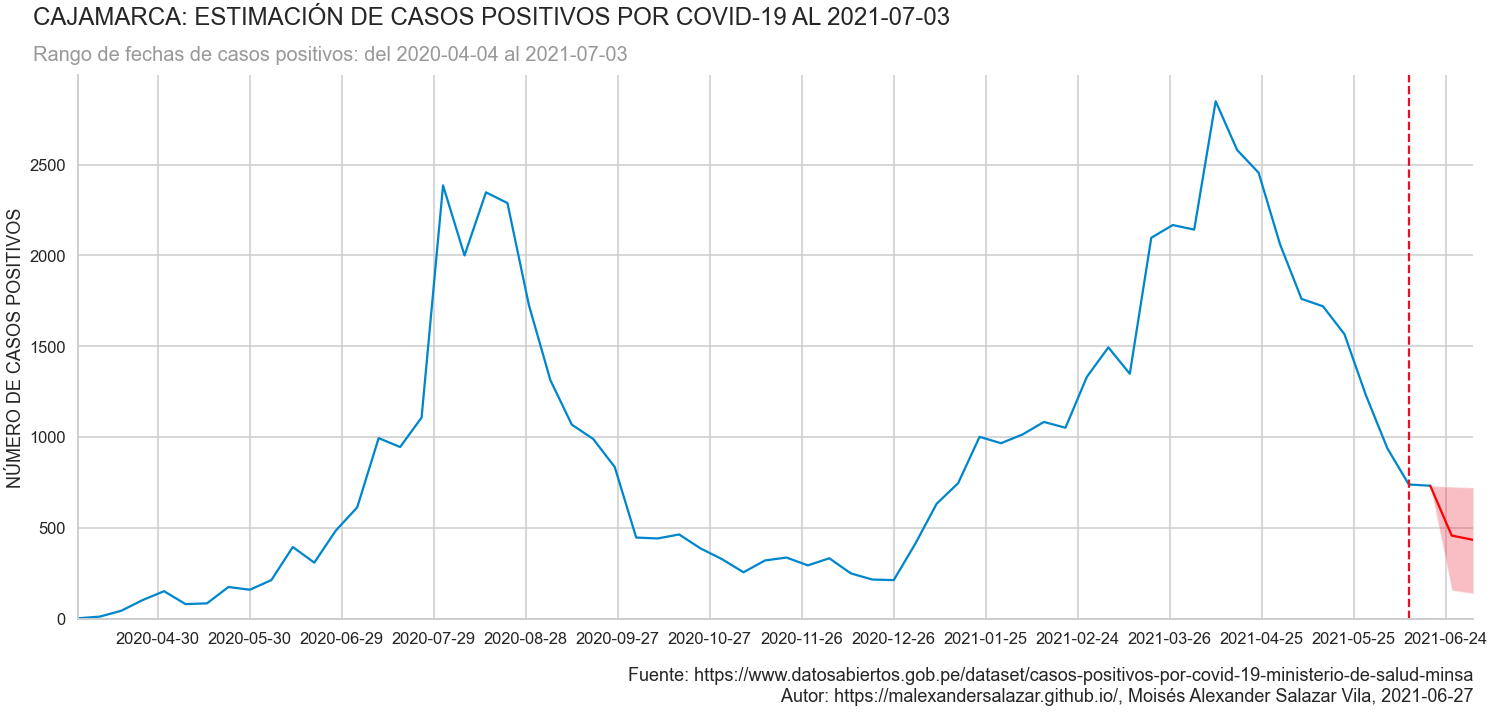 CAJAMARCA: ESTIMACIÓN DE CASOS POSITIVOS POR COVID-19 AL 2021-07-03
Rango de fechas de casos positivos: del 2020-04-04 al 2021-07-03
NÚMERO DE CASOS POSITIVOS
2500
2000
1500
1000
500
0
2020-04-30 2020-05-30 2020-06-29 2020-07-29 2020-08-28 2020-09-27 2020-10-27 2020-11-26 2020-12-26 2021-01-25 2021-02-24 2021-03-26 2021-04-25 2021-05-25 2021-06-24
Fuente: https://www.datosabiertos.gob.pe/dataset/casos-positivos-por-covid-19-ministerio-de-salud-minsa
Autor: https://malexandersalazar.github.io/, Moisés Alexander Salazar Vila, 2021-06-27